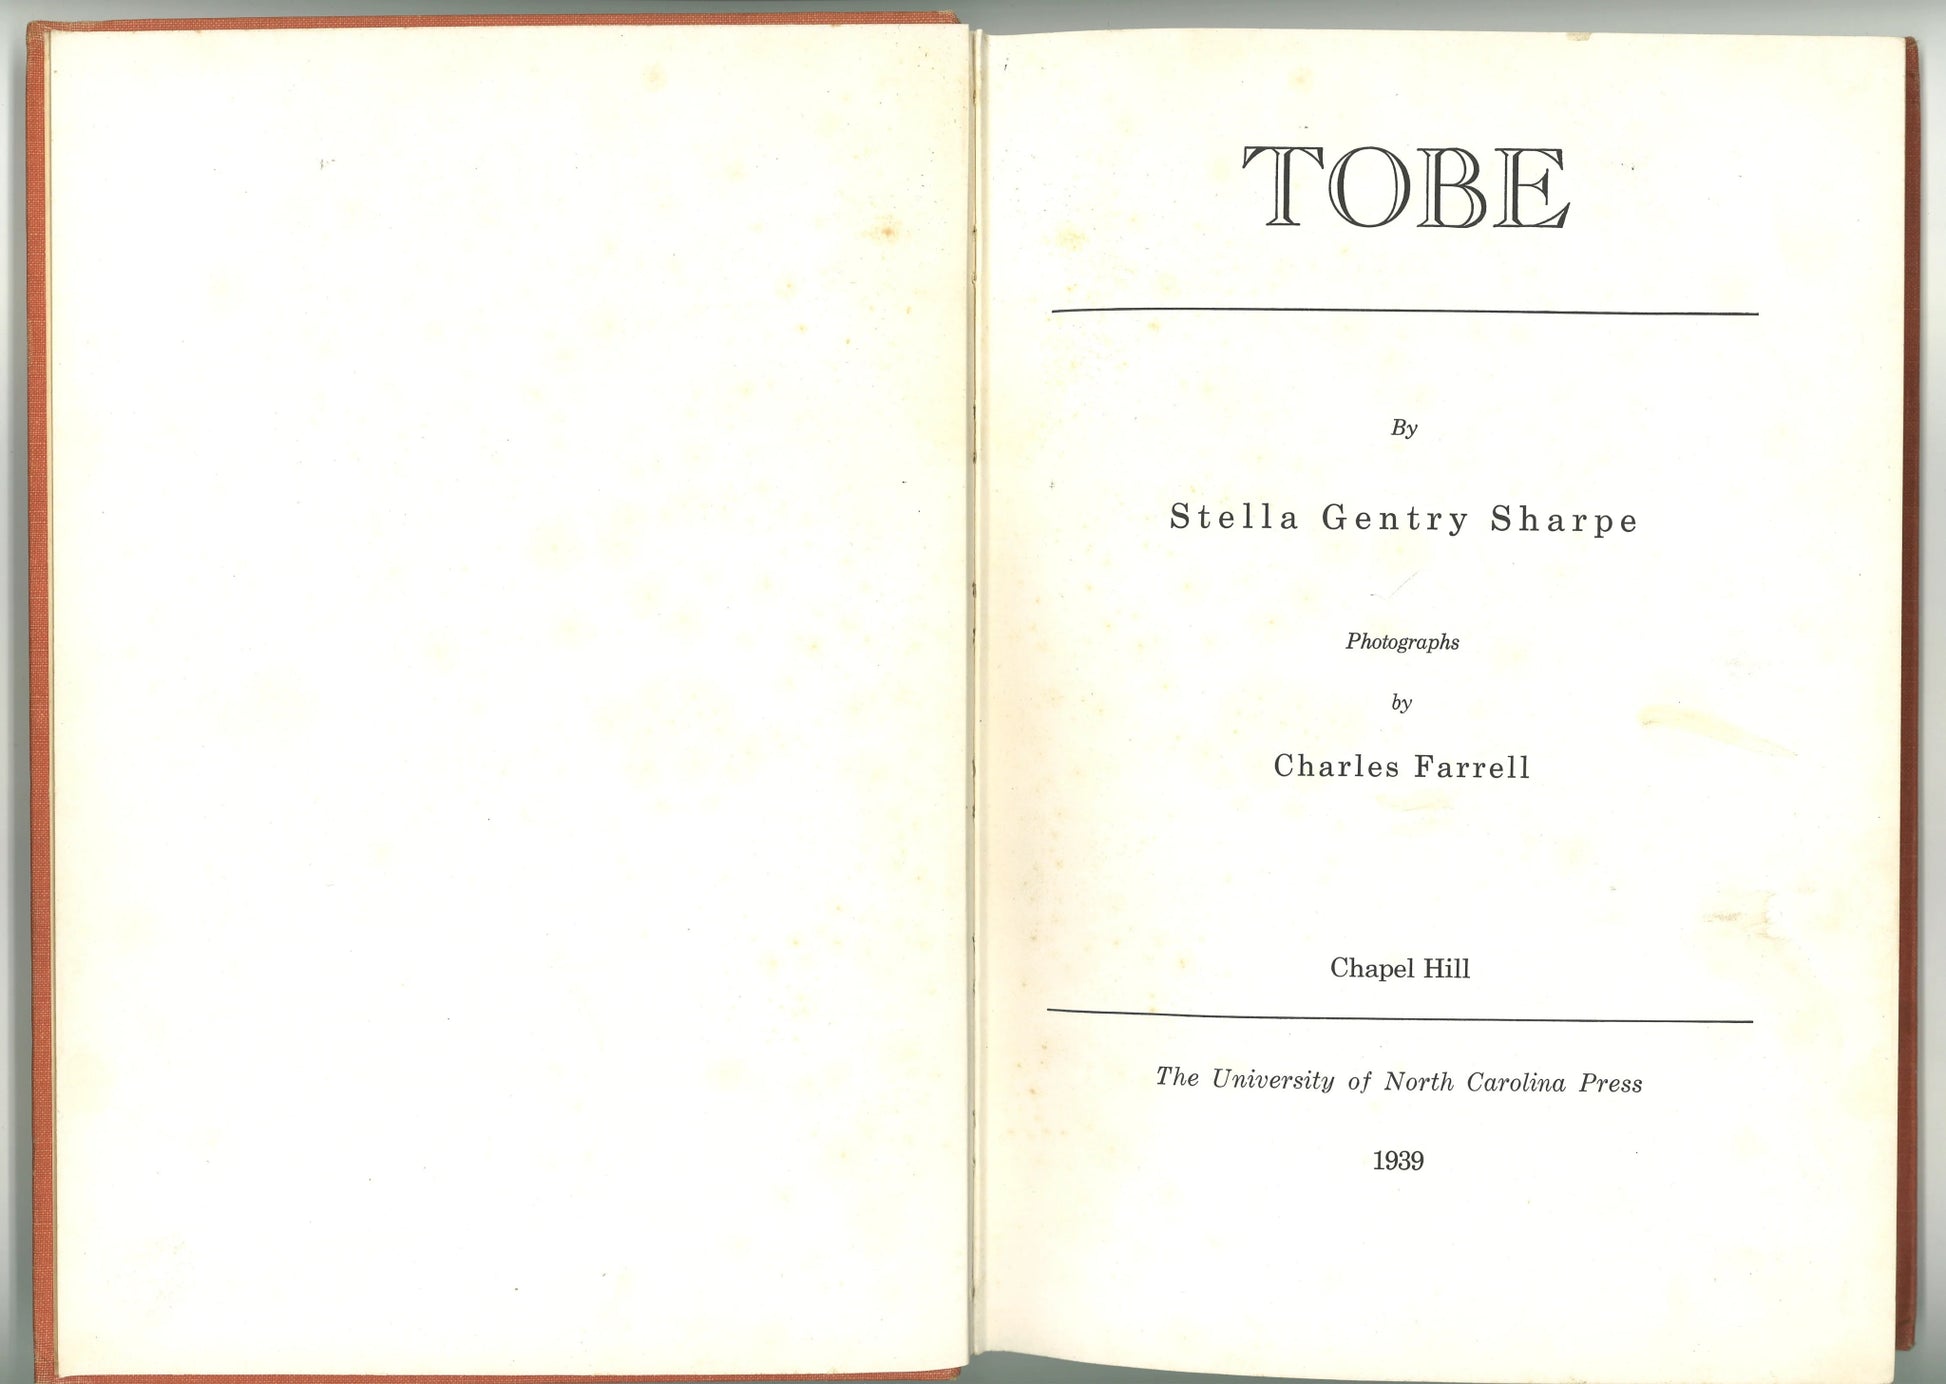 TOBE
By
Stella Gentry Sharpe
Photographs
by
Charles Farrell
Chapel Hill
The University of North Carolina Press
1939